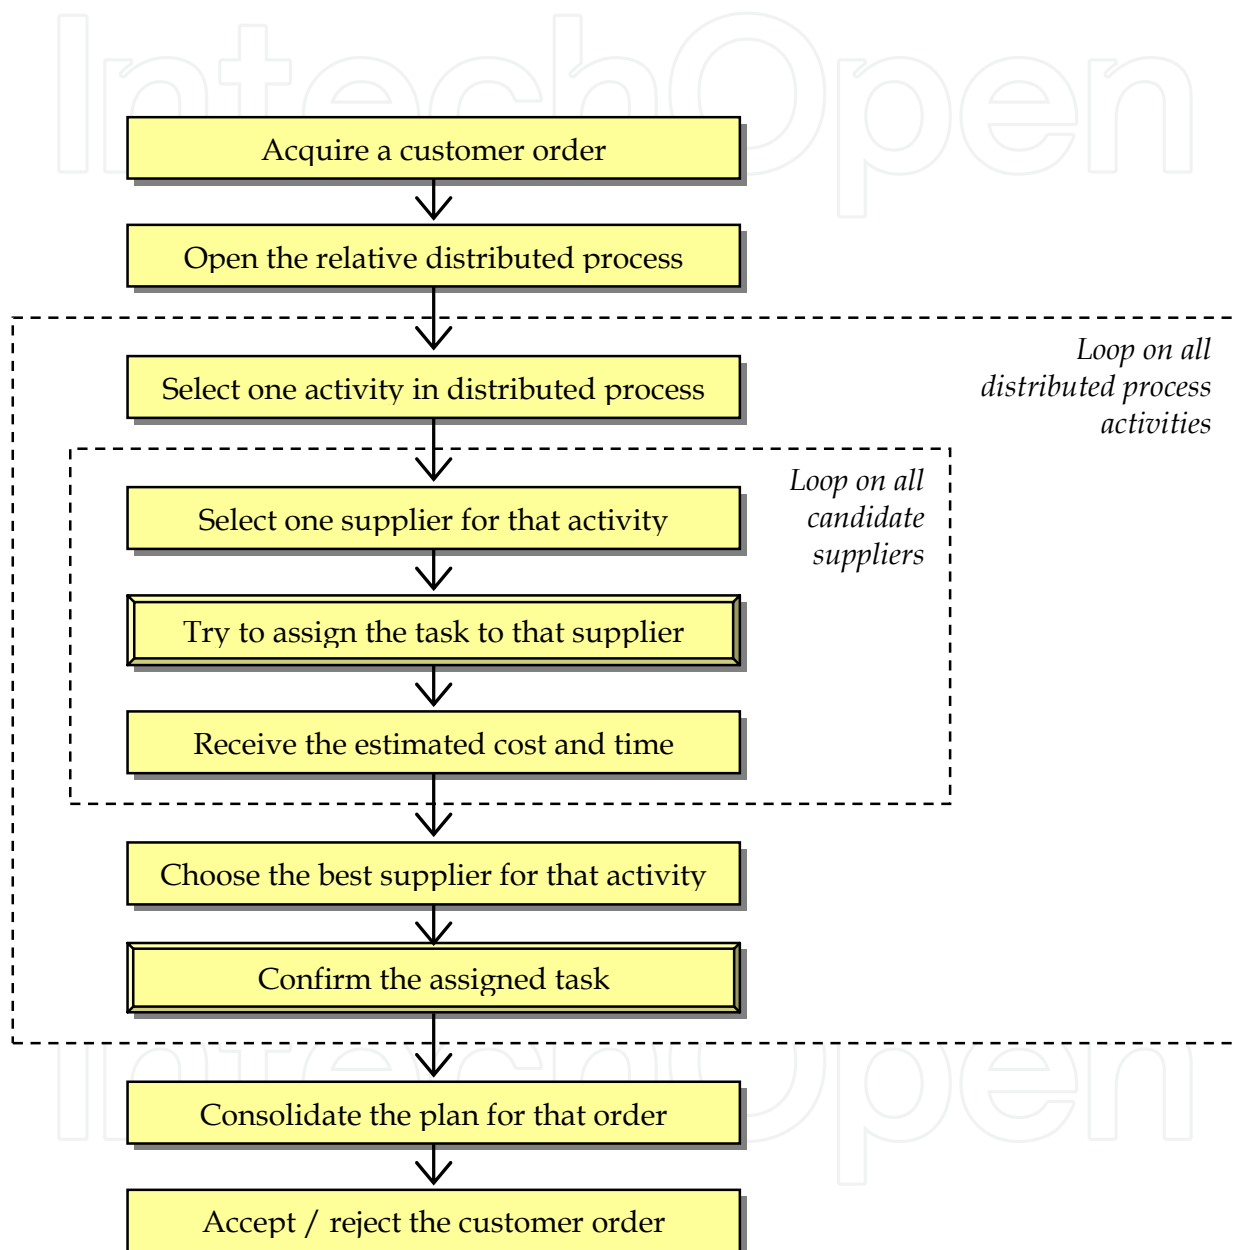 IntechOpen
Acquire a customer order
Open the relative distributed process
Loop on all
distributed process
activities
Select one activity in distributed process
Loop on all
candidate
suppliers
Select one supplier for that activity
Try to assign the task to that supplier
Receive the estimated cost and time
Choose the best supplier for that activity
Confirm the assigned task
IntechOpen
Consolidate the plan for that order
Accept / reject the customer order